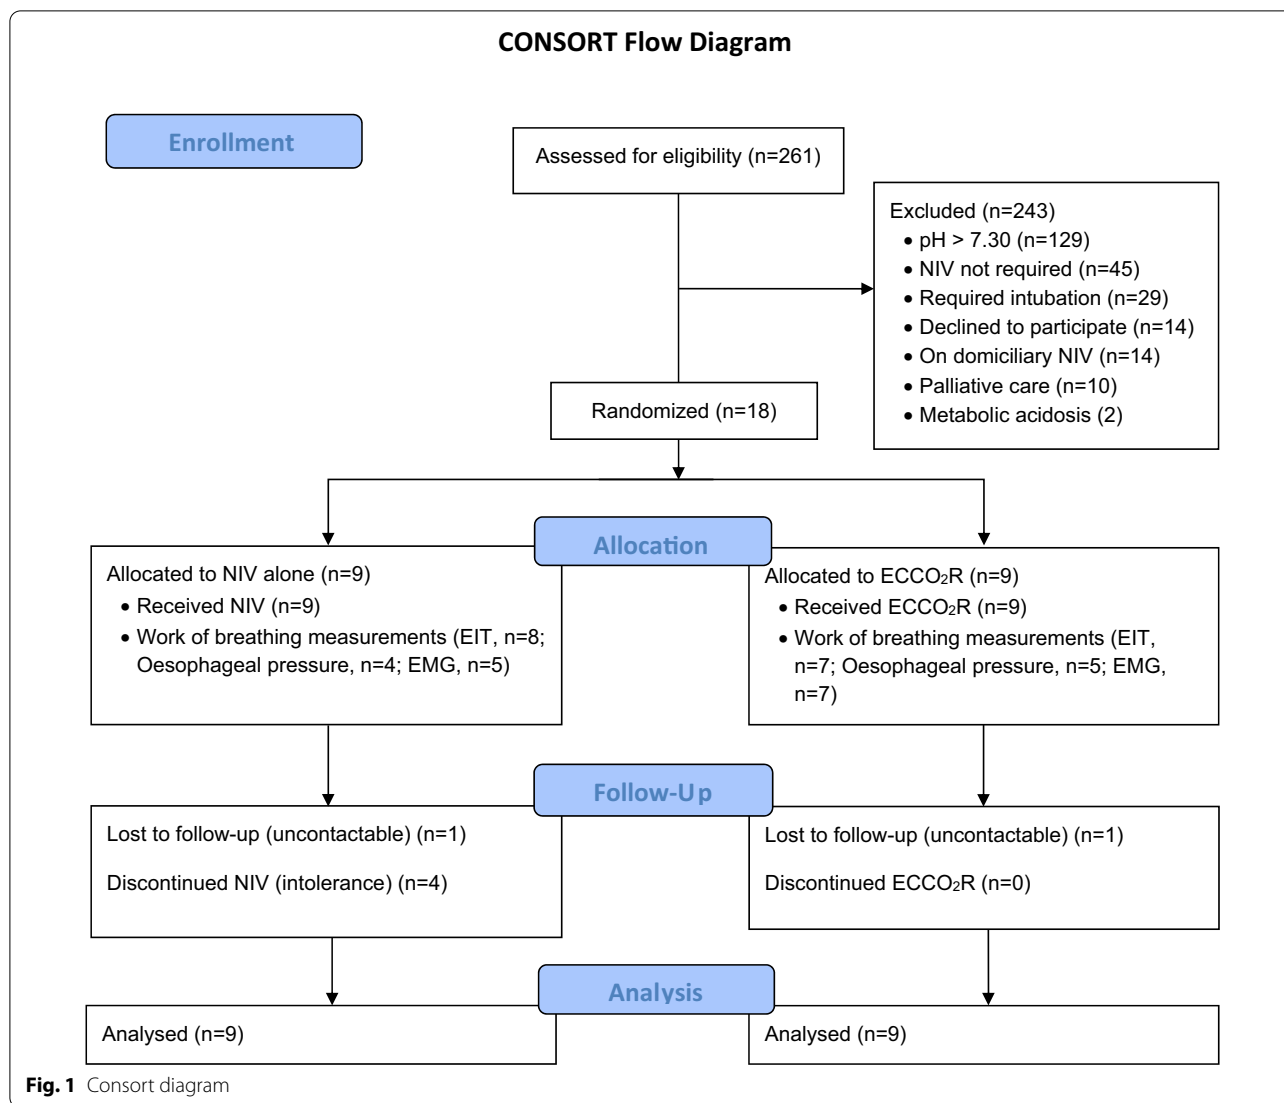 CONSORT Flow Diagram
Enrollment
Assessed for eligibility (n=261)
Excluded (n=243)
• pH > 7.30 (n=129)
• NIV not required (n=45)
• Required intubation (n=29)
• Declined to participate (n=14)
• On domiciliary NIV (n=14)
• Palliative care (n=10)
• Metabolic acidosis (2)
Randomized (n=18)
Allocation
Allocated to NIV alone (n=9)
• Received NIV (n=9)
• Work of breathing measurements (EIT, n=8;
Oesophageal pressure, n=4; EMG, n=5)
Allocated to ECCO₂R (n=9)
• Received ECCO₂R (n=9)
• Work of breathing measurements (EIT,
n=7; Oesophageal pressure, n=5; EMG,
n=7)
Follow-Up
Lost to follow-up (uncontactable) (n=1)
Discontinued NIV (intolerance) (n=4)
Lost to follow-up (uncontactable) (n=1)
Discontinued ECCO₂R (n=0)
Analysis
Analysed (n=9)
Analysed (n=9)
Fig. 1 Consort diagram